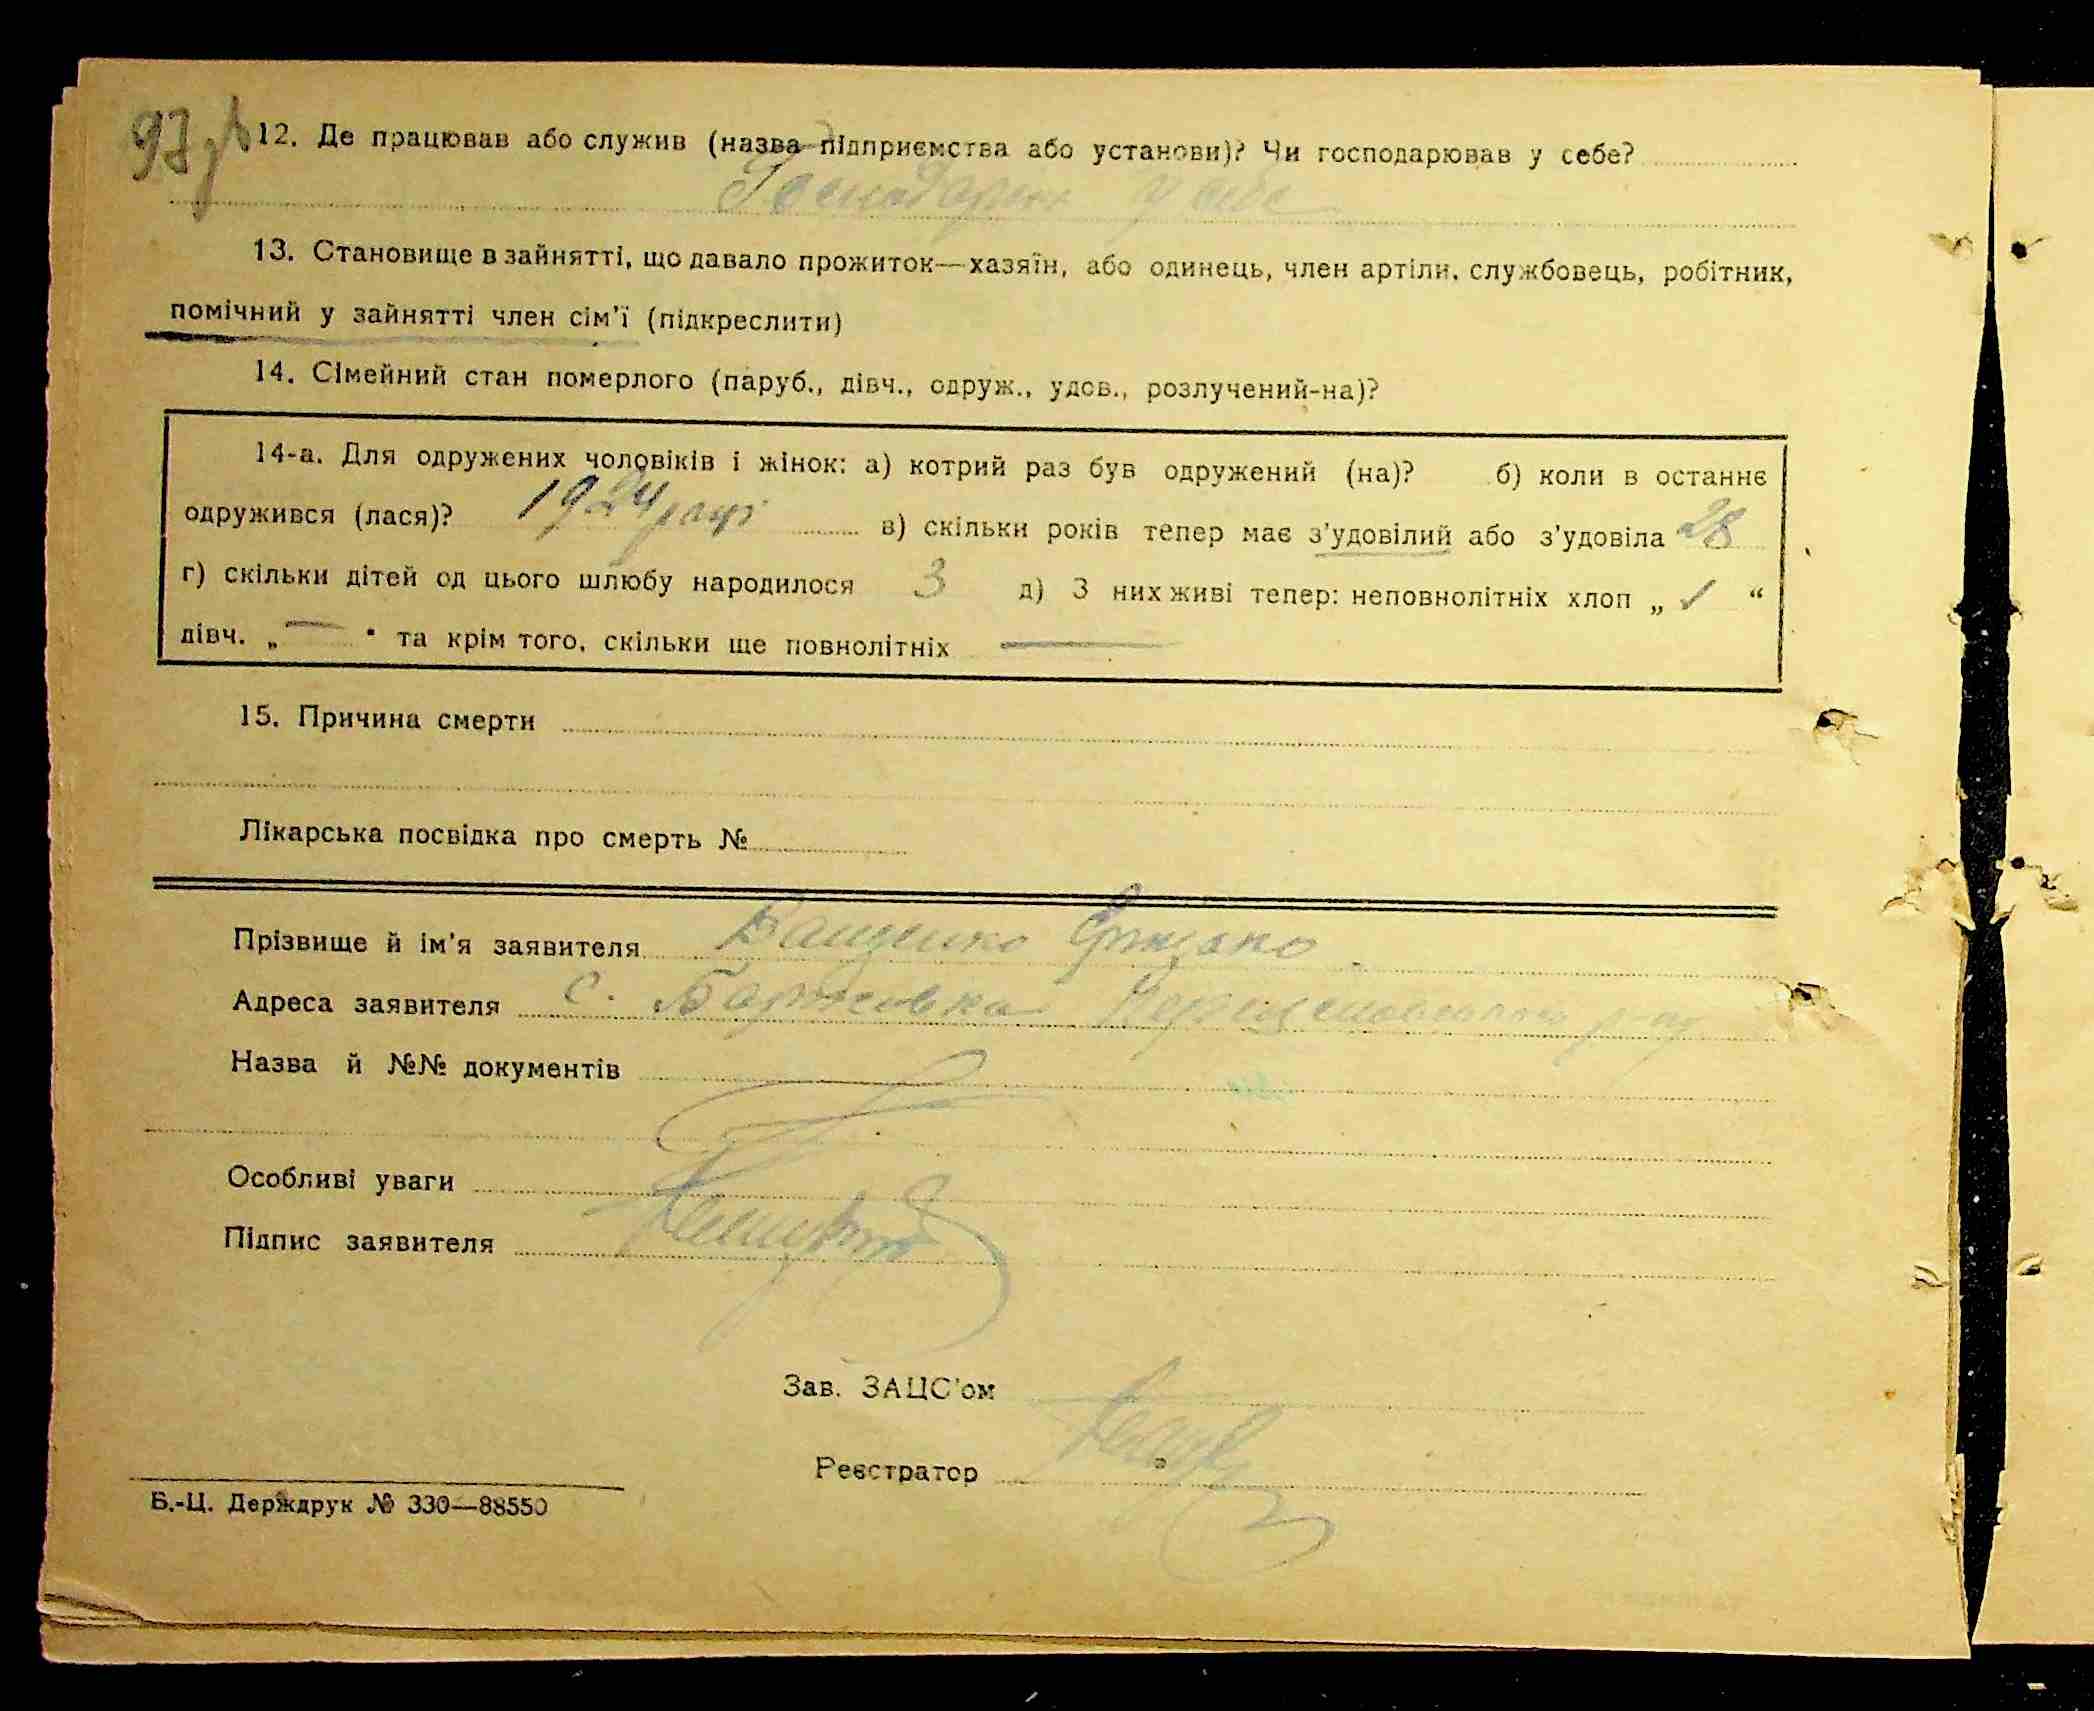 12. Де працював або служив (назва підприємства або установи)? Чи господарював у себе?
у себе
13. Становище в зайнятті, що давало прожиток—хазяїн, або одинець, член артіли, службовець, робітник,
помічний у зайнятті член сім'ї (підкреслити)
14. Сімейний стан померлого (паруб., дівч., одруж., удов., розлучений-на)?
14-а. Для одружених чоловіків і жінок: а) котрий раз був одружений (на)? б) коли в останнє
одружився (лася)? 1924 році в) скільки років тепер має з'удовілий або з'удовіла 28
г) скільки дітей од цього шлюбу народилося 3 д) З них живі тепер: неповнолітніх хлоп „ 1 “
дівч. „ — " та крім того, скільки ще повнолітніх —
15. Причина смерти
Лікарська посвідка про смерть №
Прізвище й ім'я заявителя Ващенко Грицько
Адреса заявителя с.
Назва й №№ документів
Особливі уваги
Підпис заявителя
Зав. ЗАЦС'ом
Реєстратор
Б.-Ц. Держдрук № 330—88550